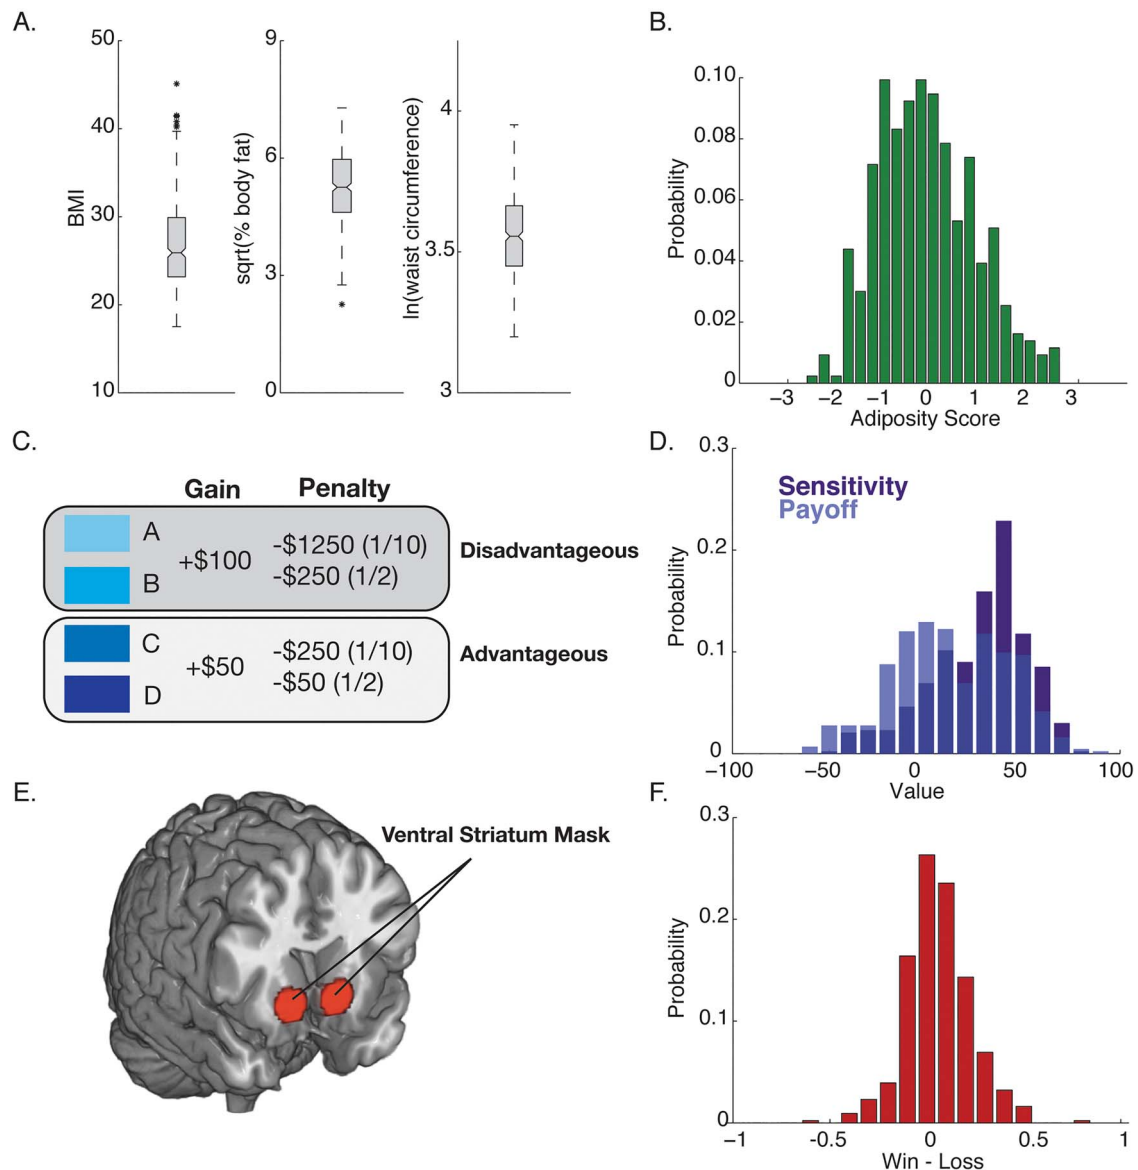 A.
50
40
30
20
10
BMI
9
6
3
0
sqrt(% body fat)
4
3.5
3
ln(waist circumference)
B.
0.10
0.08
0.06
0.04
0.02
0
Probability
−3 −2 −1 0 1 2 3
Adiposity Score
C.
Gain Penalty
A
B
+$100
-$1250 (1/10)
-$250 (1/2)
Disadvantageous
C
D
+$50
-$250 (1/10)
-$50 (1/2)
Advantageous
D.
0.3
0.2
0.1
0
Probability
Sensitivity
Payoff
−100 −50 0 50 100
Value
E.
Ventral Striatum Mask
F.
0.3
0.2
0.1
0
Probability
−1 -0.5 0 0.5 1
Win - Loss